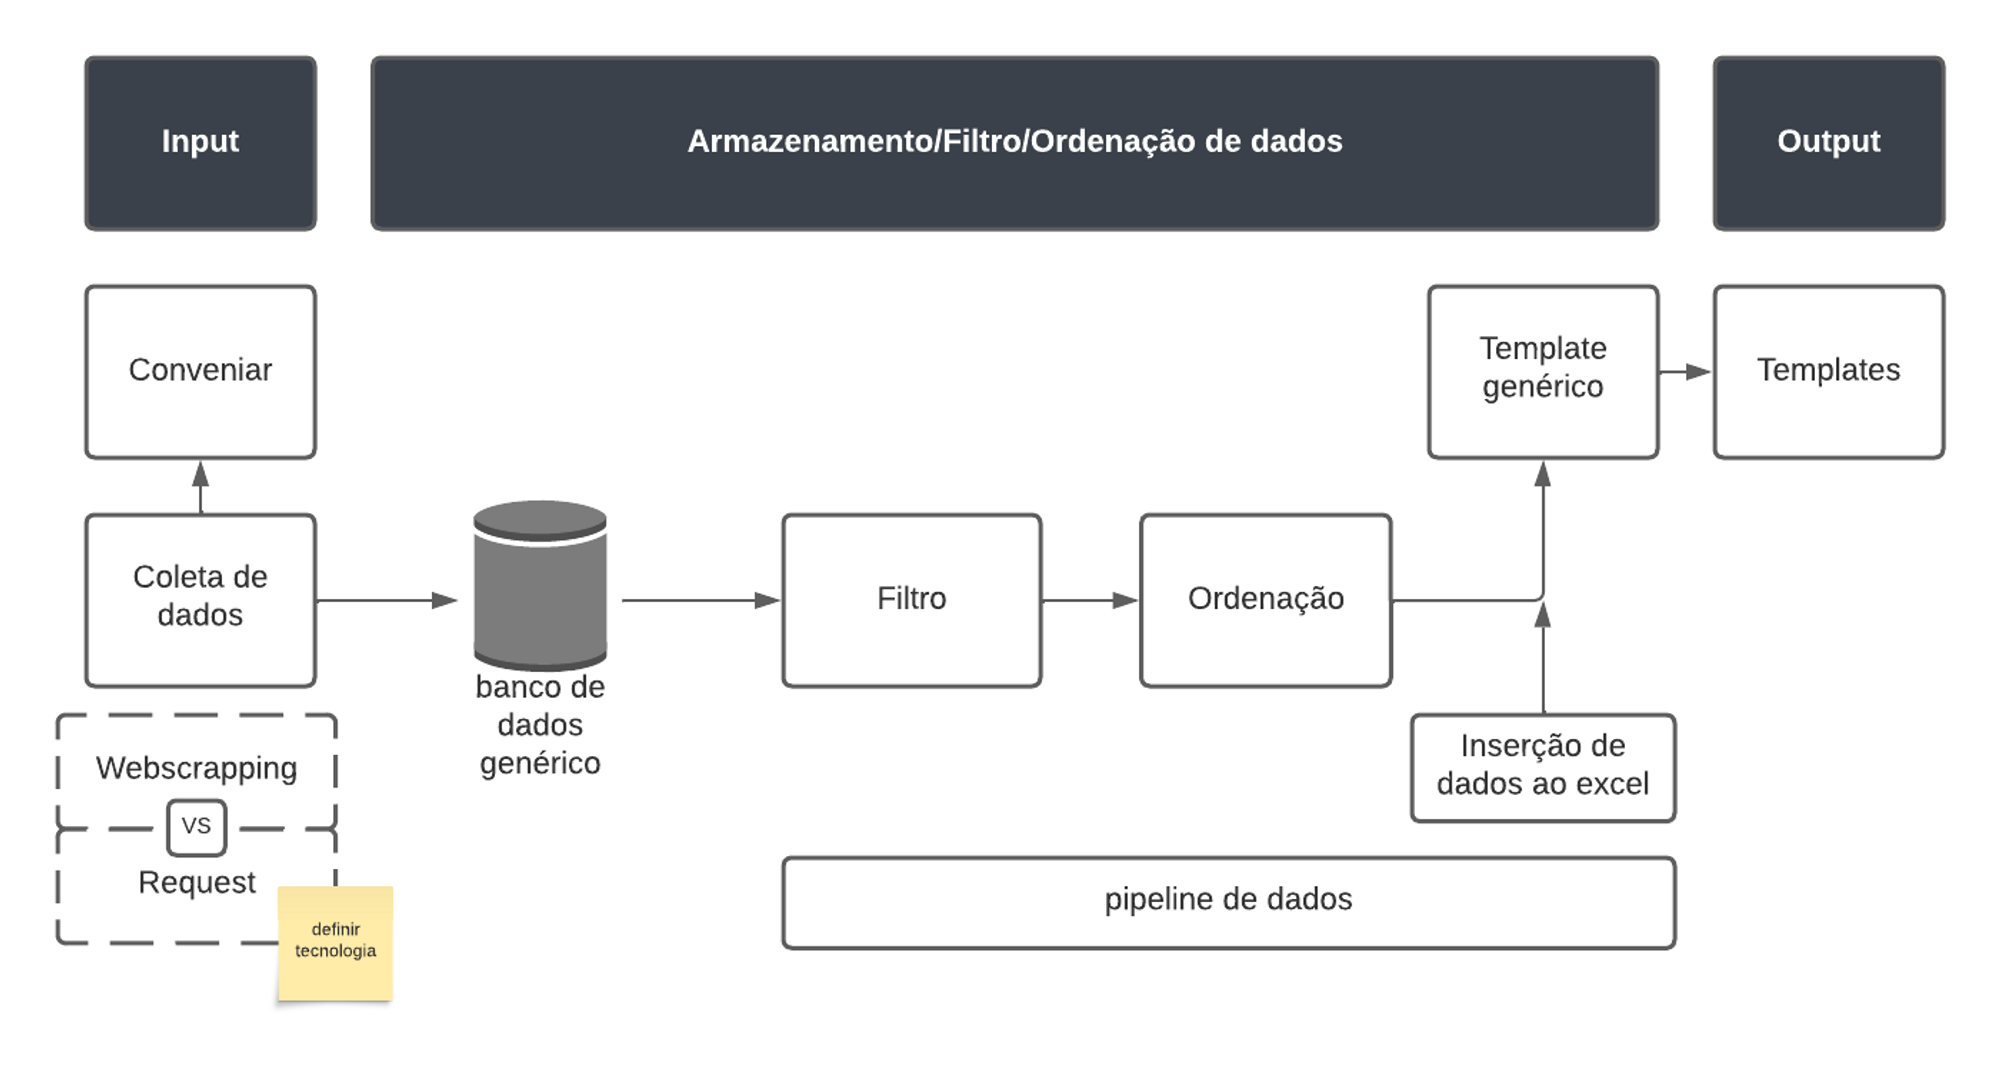 Input
Armazenamento/Filtro/Ordenação de dados
Output
Conveniar
Template
genérico
Templates
Coleta de
dados
banco de
dados
genérico
Filtro
Ordenação
Inserção de
dados ao excel
Webscrapping
VS
Request
definir
tecnologia
pipeline de dados